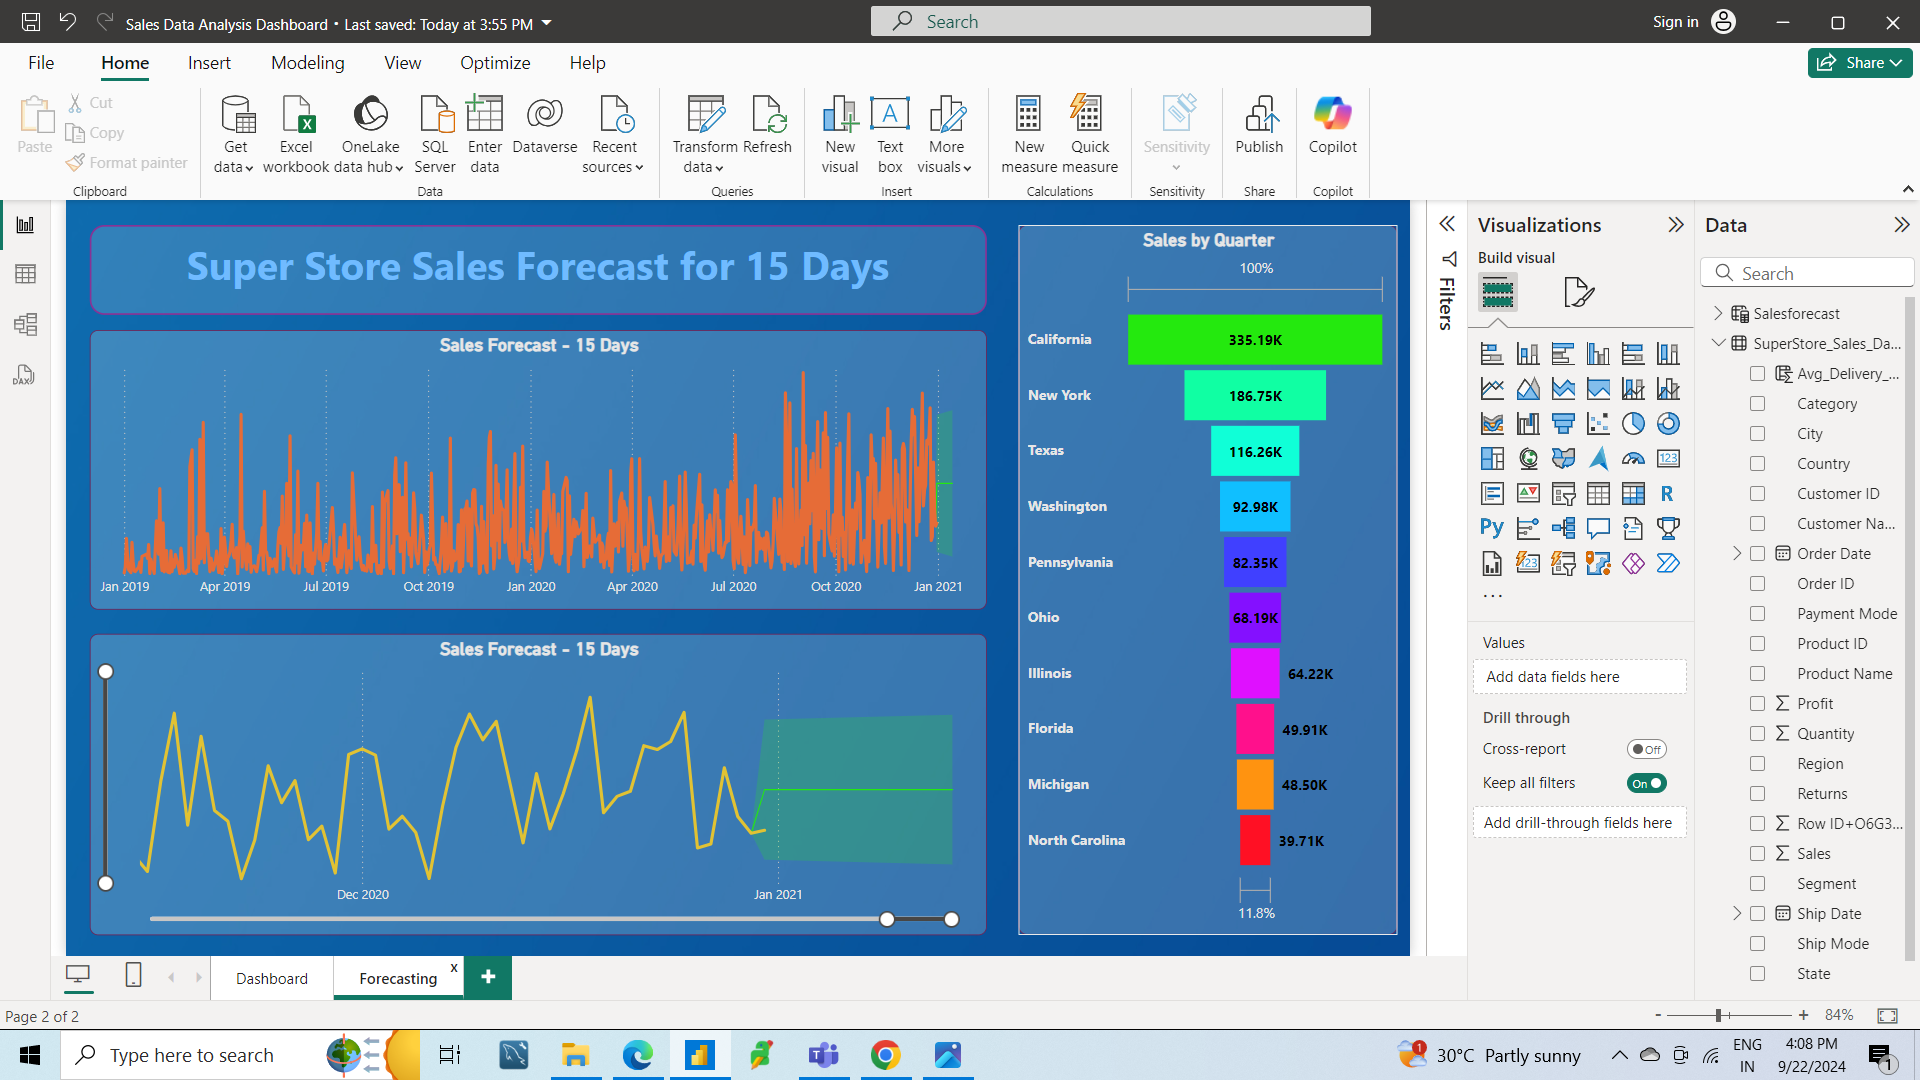 Sales Data Analysis Dashboard • Last saved: Today at 3:55 PM
Search
Sign in
File Home Insert Modeling View Optimize Help
Share
Paste
Cut
Copy
Format painter
Clipboard
Get data
Excel workbook
OneLake data hub
SQL Server
Enter data
Dataverse
Recent sources
Data
Transform data
Refresh
Queries
New visual
Text box
More visuals
Insert
New measure
Quick measure
Calculations
Sensitivity
Sensitivity
Publish
Share
Copilot
Copilot
Super Store Sales Forecast for 15 Days
Sales Forecast - 15 Days
Jan 2019 Apr 2019 Jul 2019 Oct 2019 Jan 2020 Apr 2020 Jul 2020 Oct 2020 Jan 2021
Sales Forecast - 15 Days
Dec 2020 Jan 2021
Sales by Quarter
100%
California 335.19K
New York 186.75K
Texas 116.26K
Washington 92.98K
Pennsylvania 82.35K
Ohio 68.19K
Illinois 64.22K
Florida 49.91K
Michigan 48.50K
North Carolina 39.71K
11.8%
Filters
Visualizations
Build visual
123
R
Py
123
...
Values
Add data fields here
Drill through
Cross-report Off
Keep all filters On
Add drill-through fields here
Data
Search
Salesforecast
SuperStore_Sales_Da...
Avg_Delivery_...
Category
City
Country
Customer ID
Customer Na...
Order Date
Order ID
Payment Mode
Product ID
Product Name
Profit
Quantity
Region
Returns
Row ID+O6G3...
Sales
Segment
Ship Date
Ship Mode
State
DAX
Dashboard
Forecasting x
+
Page 2 of 2
- + 84%
Type here to search
1
30°C Partly sunny
ENG
IN
4:08 PM
9/22/2024
1